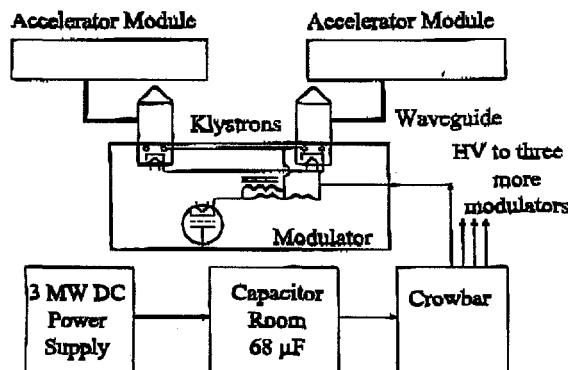 Accelerator Module
Accelerator Module
Klystrons
Waveguide
HV to three
more
modulators
Modulator
3 MW DC
Power
Supply
Capacitor
Room
68 µF
Crowbar